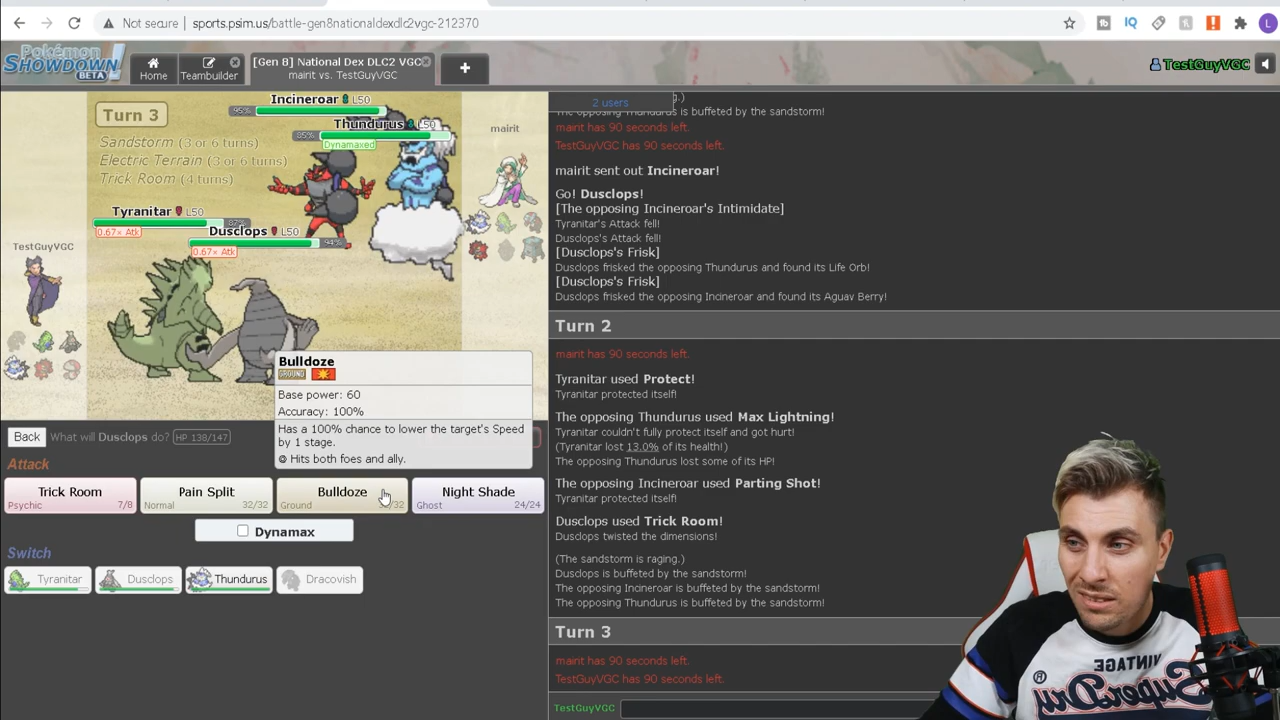 Not secure | sports.psim.us/battle-gen8nationaldexdlc2vgc-212370
IQ
L
Pokémon
SHOWDOWN
BETA
Home
Teambuilder
[Gen 8] National Dex DLC2 VGC
mairit vs. TestGuyVGC
+
TestGuyVGC
Turn 3
Sandstorm (3 or 6 turns)
Electric Terrain (3 or 6 turns)
Trick Room (4 turns)
Incineroar L50
95%
Thundurus L50
85%
Dynamaxed
mairit
Tyranitar L50
87%
0.67× Atk
Dusclops L50
94%
0.67× Atk
TestGuyVGC
Bulldoze
GROUND
Base power: 60
Accuracy: 100%
Has a 100% chance to lower the target's Speed
by 1 stage.
◎ Hits both foes and ally.
Back What will Dusclops do? HP 138/147
Attack
Trick Room
Psychic 7/8
Pain Split
Normal 32/32
Bulldoze
Ground /32
Night Shade
Ghost 24/24
Dynamax
Switch
Tyranitar
Dusclops
Thundurus
Dracovish
2 users
g.)
The opposing Thundurus is buffeted by the sandstorm!
mairit has 90 seconds left.
TestGuyVGC has 90 seconds left.
mairit sent out Incineroar!
Go! Dusclops!
[The opposing Incineroar's Intimidate]
Tyranitar's Attack fell!
Dusclops's Attack fell!
[Dusclops's Frisk]
Dusclops frisked the opposing Thundurus and found its Life Orb!
[Dusclops's Frisk]
Dusclops frisked the opposing Incineroar and found its Aguav Berry!
Turn 2
mairit has 90 seconds left.
Tyranitar used Protect!
Tyranitar protected itself!
The opposing Thundurus used Max Lightning!
Tyranitar couldn't fully protect itself and got hurt!
(Tyranitar lost 13.0% of its health!)
The opposing Thundurus lost some of its HP!
The opposing Incineroar used Parting Shot!
Tyranitar protected itself!
Dusclops used Trick Room!
Dusclops twisted the dimensions!
(The sandstorm is raging.)
Dusclops is buffeted by the sandstorm!
The opposing Incineroar is buffeted by the sandstorm!
The opposing Thundurus is buffeted by the sandstorm!
Turn 3
mairit has 90 seconds left.
TestGuyVGC has 90 seconds left.
TestGuyVGC
VINTAGE
SuperDry